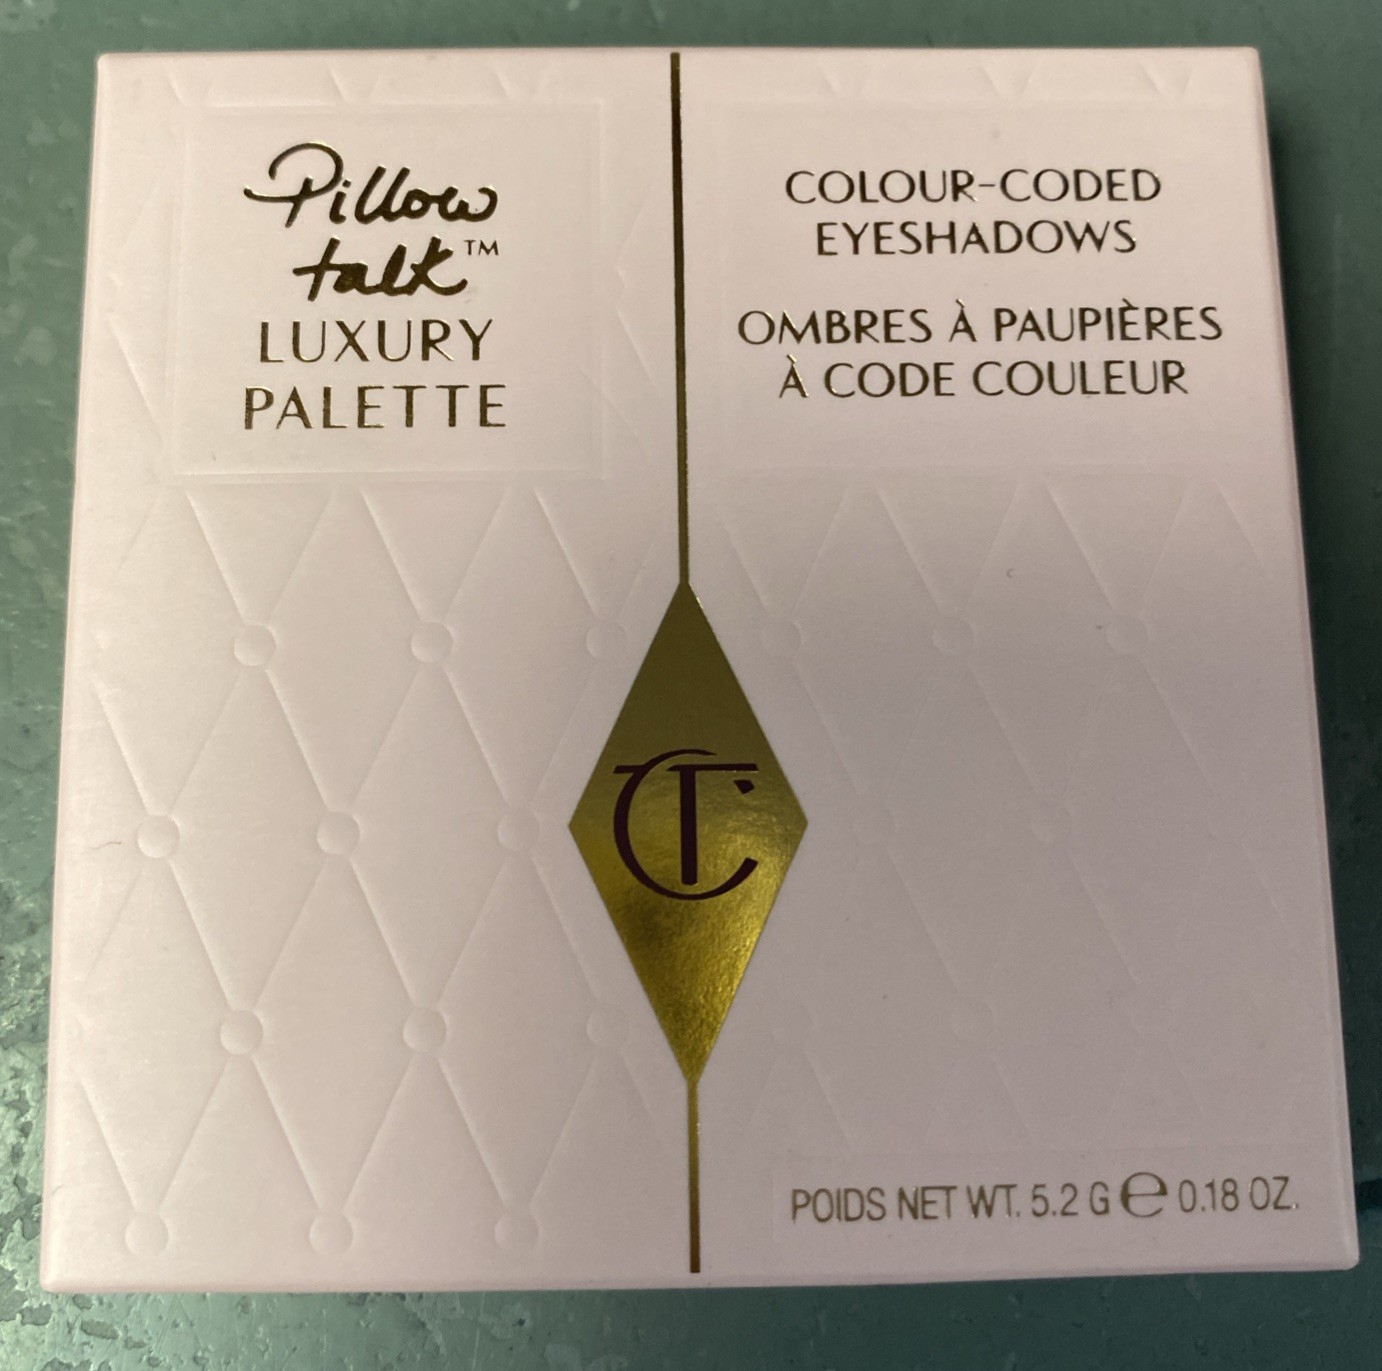 Pillow
talk™
LUXURY
PALETTE
COLOUR-CODED
EYESHADOWS
OMBRES À PAUPIÈRES
À CODE COULEUR
CT
POIDS NET WT. 5.2 G ℮ 0.18 OZ.